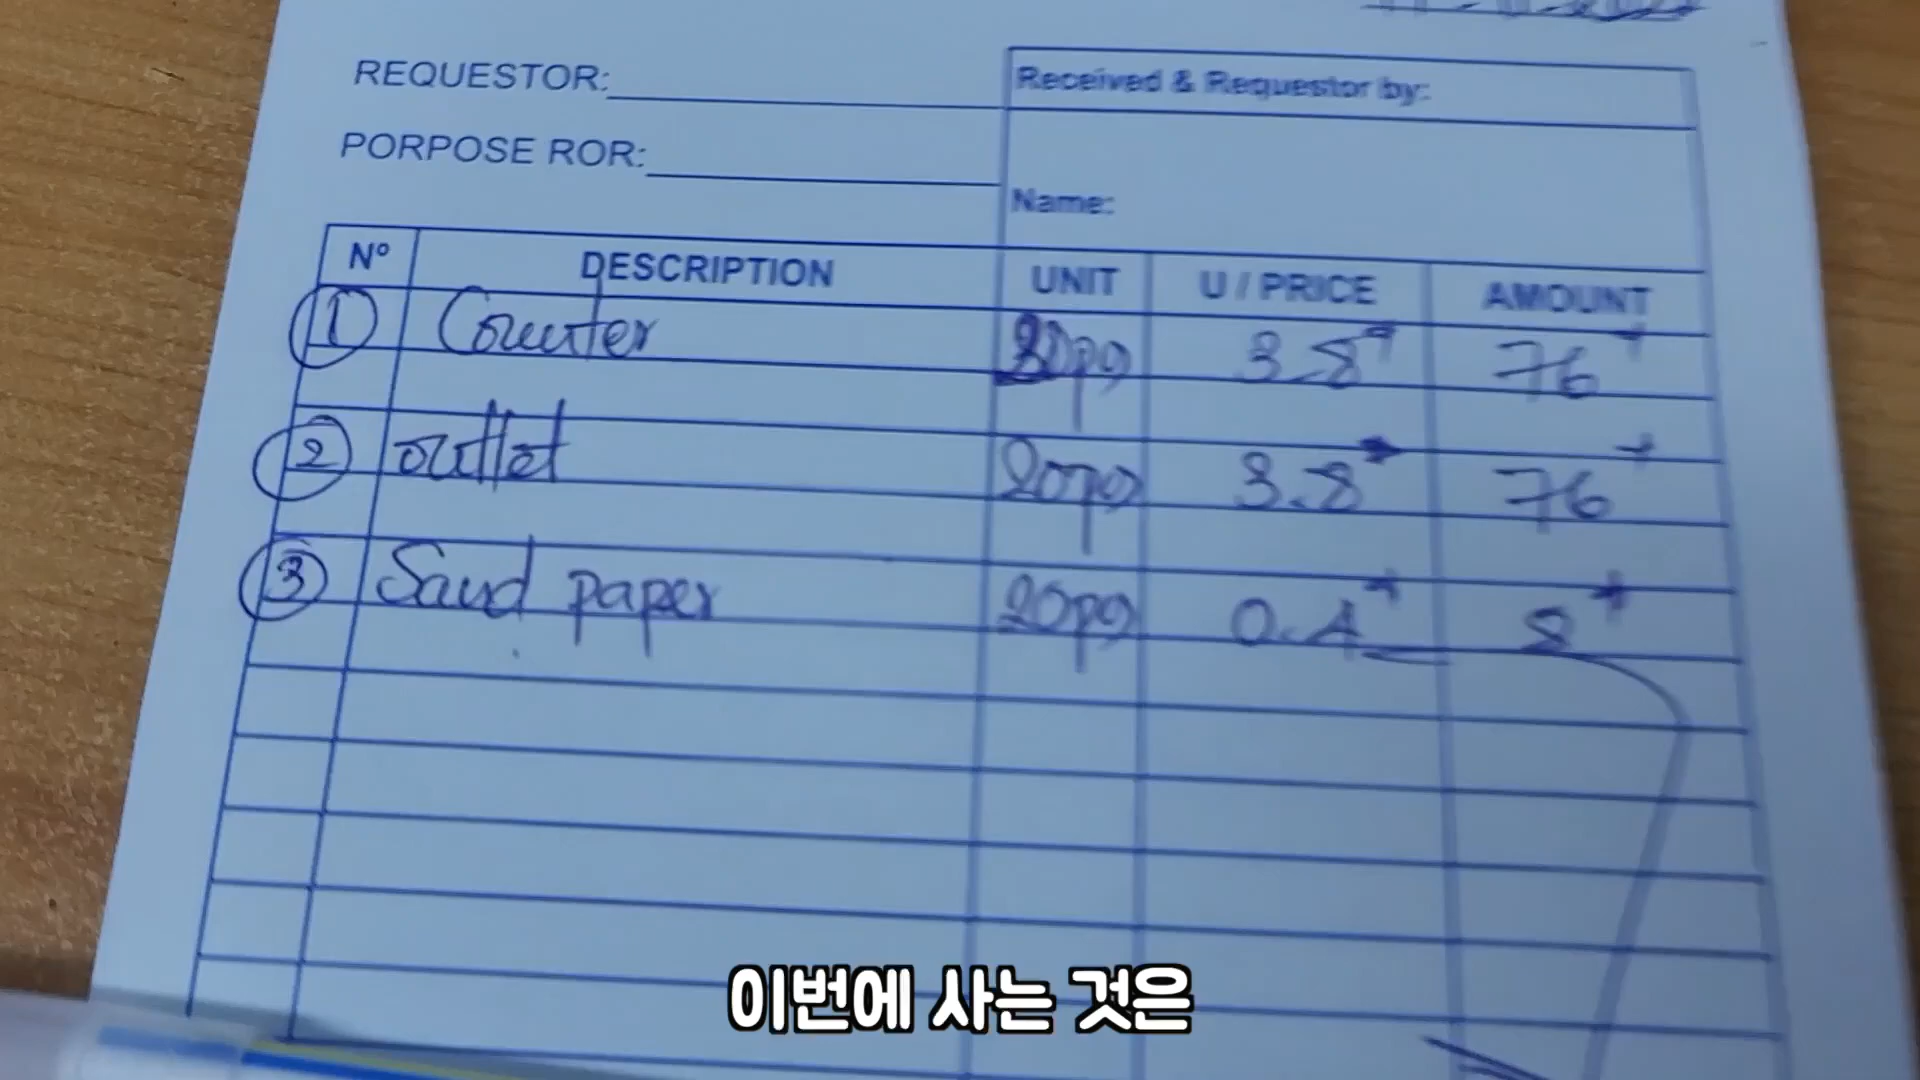 REQUESTOR:
Received & Requestor by:
PORPOSE ROR:
Name:
Nº DESCRIPTION UNIT U / PRICE AMOUNT
1 Counter 3.8 76
2 outlet 20pcs 3.8 76
3 Sand paper 20pcs 0.4 8
이번에 사는 것은